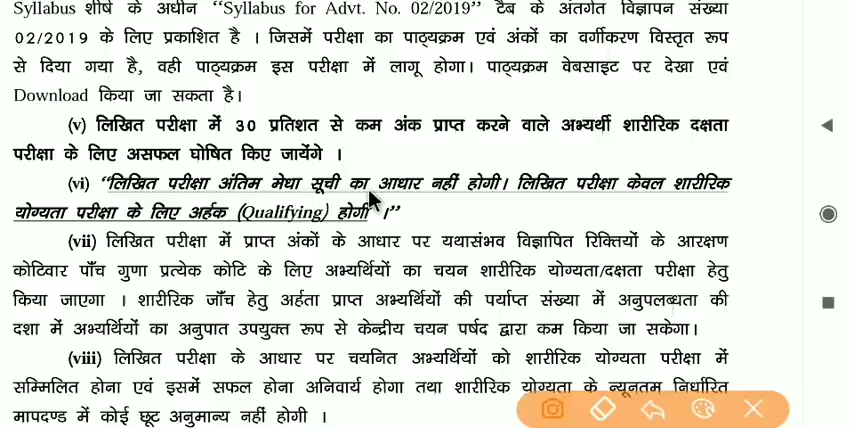 Syllabus शीर्ष के अधीन “Syllabus for Advt. No. 02/2019” टैब के अंतर्गत विज्ञापन संख्या
02/2019 के लिए प्रकाशित है । जिसमें परीक्षा का पाठ्यक्रम एवं अंकों का वर्गीकरण विस्तृत रूप
से दिया गया है, वही पाठ्यक्रम इस परीक्षा में लागू होगा। पाठ्यक्रम वेबसाइट पर देखा एवं
Download किया जा सकता है।
(v) लिखित परीक्षा में 30 प्रतिशत से कम अंक प्राप्त करने वाले अभ्यर्थी शारीरिक दक्षता
परीक्षा के लिए असफल घोषित किए जायेंगे ।
(vi) “लिखित परीक्षा अंतिम मेधा सूची का आधार नहीं होगी। लिखित परीक्षा केवल शारीरिक
योग्यता परीक्षा के लिए अर्हक (Qualifying) होगी ।”
(vii) लिखित परीक्षा में प्राप्त अंकों के आधार पर यथासंभव विज्ञापित रिक्तियों के आरक्षण
कोटिवार पाँच गुणा प्रत्येक कोटि के लिए अभ्यर्थियों का चयन शारीरिक योग्यता/दक्षता परीक्षा हेतु
किया जाएगा । शारीरिक जाँच हेतु अर्हता प्राप्त अभ्यर्थियों की पर्याप्त संख्या में अनुपलब्धता की
दशा में अभ्यर्थियों का अनुपात उपयुक्त रूप से केन्द्रीय चयन पर्षद द्वारा कम किया जा सकेगा।
(viii) लिखित परीक्षा के आधार पर चयनित अभ्यर्थियों को शारीरिक योग्यता परीक्षा में
सम्मिलित होना एवं इसमें सफल होना अनिवार्य होगा तथा शारीरिक योग्यता के न्यूनतम निर्धारित
मापदण्ड में कोई छूट अनुमान्य नहीं होगी ।